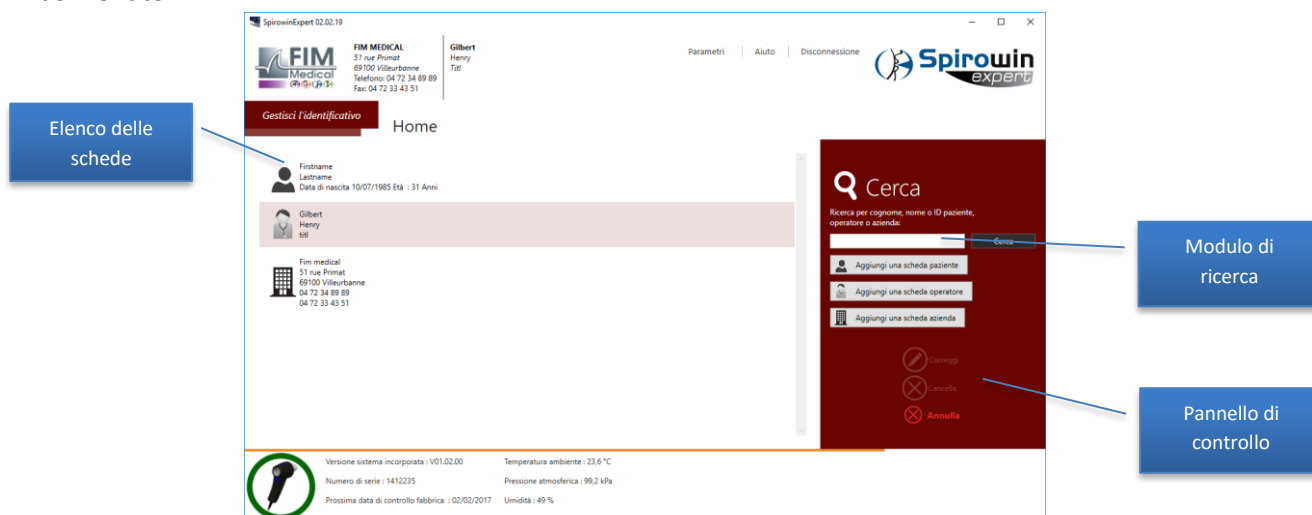 SpirowinExpert 02.02.19
FIM
Medical
FIM MEDICAL
51 rue Primat
69100 Villeurbanne
Telefono: 04 72 34 89 89
Fax: 04 72 33 43 51
Gilbert
Henry
Titl
Parametri
Aiuto
Disconnessione
Spirowin
expert
Gestisci l'identificativo
Home
Elenco delle
schede
Firstname
Lastname
Data di nascita 10/07/1985 Età : 31 Anni
Gilbert
Henry
titl
Fim medical
51 rue Primat
69100 Villeurbanne
04 72 34 89 89
04 72 33 43 51
Cerca
Ricerca per cognome, nome o ID paziente,
operatore o azienda:
Cerca
Aggiungi una scheda paziente
Aggiungi una scheda operatore
Aggiungi una scheda azienda
Correggi
Cancella
Annulla
Modulo di
ricerca
Pannello di
controllo
Versione sistema incorporata : V01.02.00
Numero di serie : 1412235
Prossima data di controllo fabbrica : 02/02/2017
Temperatura ambiente : 23,6 °C
Pressione atmosferica : 99,2 kPa
Umidità : 49 %